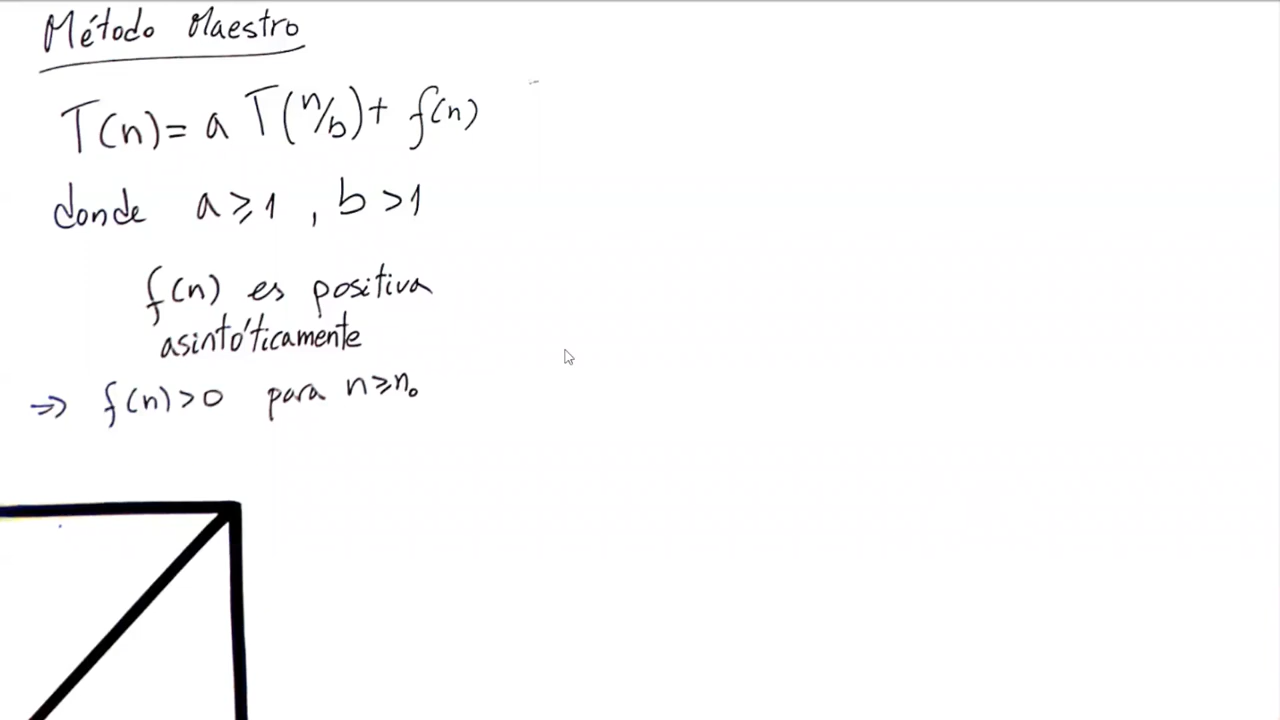 Método Maestro
T(n)= a T(n/b)+ f(n)
donde a≥1 , b>1
f(n) es positiva
asintóticamente
⇒ f(n)>0 para n≥n₀